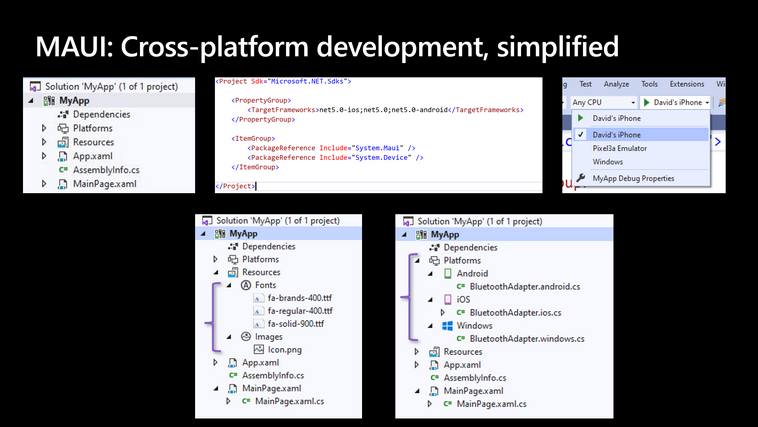 MAUI: Cross-platform development, simplified
Solution 'MyApp' (1 of 1 project)
MyApp
Dependencies
Platforms
Resources
App.xaml
C# AssemblyInfo.cs
MainPage.xaml
<Project Sdk="Microsoft.NET.Sdks">
<PropertyGroup>
<TargetFrameworks>net5.0-ios;net5.0;net5.0-android</TargetFrameworks>
</PropertyGroup>
<ItemGroup>
<PackageReference Include="System.Maui" />
<PackageReference Include="System.Device" />
</ItemGroup>
</Project>
g Test Analyze Tools Extensions Wi
Any CPU David's iPhone
David's iPhone
David's iPhone
Pixel3a Emulator
Windows
MyApp Debug Properties
Solution 'MyApp' (1 of 1 project)
MyApp
Dependencies
Platforms
Resources
Fonts
fa-brands-400.ttf
fa-regular-400.ttf
fa-solid-900.ttf
Images
Icon.png
App.xaml
C# AssemblyInfo.cs
MainPage.xaml
C# MainPage.xaml.cs
Solution 'MyApp' (1 of 1 project)
MyApp
Dependencies
Platforms
Android
C# BluetoothAdapter.android.cs
iOS
C# BluetoothAdapter.ios.cs
Windows
C# BluetoothAdapter.windows.cs
Resources
App.xaml
C# AssemblyInfo.cs
MainPage.xaml
C# MainPage.xaml.cs